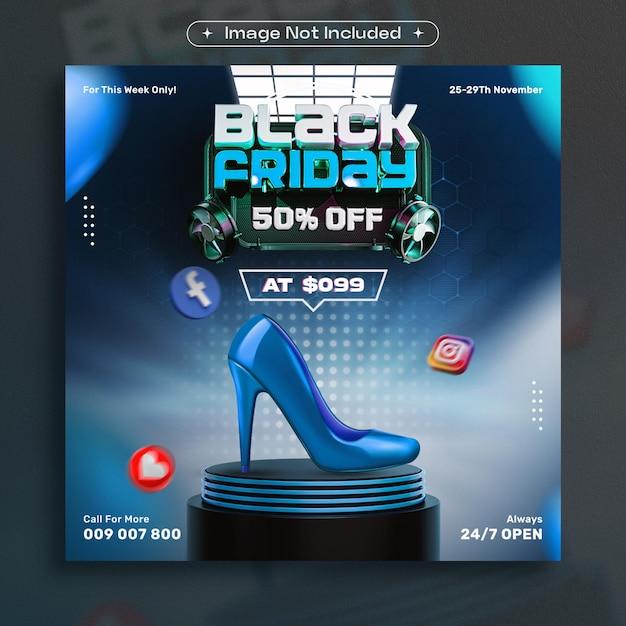 Image Not Included
For This Week Only!
25-29Th November
BLACK
FRIDAY
50% OFF
AT $099
Call For More
009 007 800
Always
24/7 OPEN